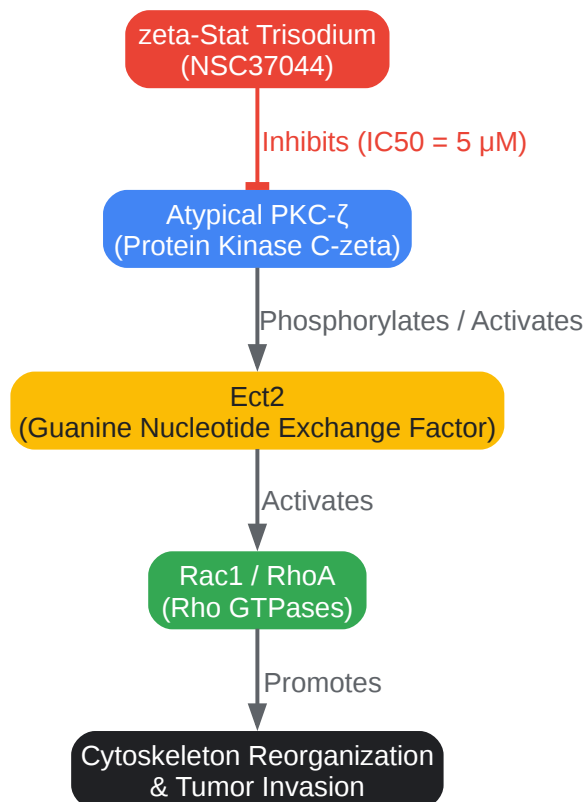 zeta-Stat Trisodium
(NSC37044)
Inhibits (IC50 = 5 μM)
Atypical PKC-ζ
(Protein Kinase C-zeta)
Phosphorylates / Activates
Ect2
(Guanine Nucleotide Exchange Factor)
Activates
Rac1 / RhoA
(Rho GTPases)
Promotes
Cytoskeleton Reorganization
& Tumor Invasion